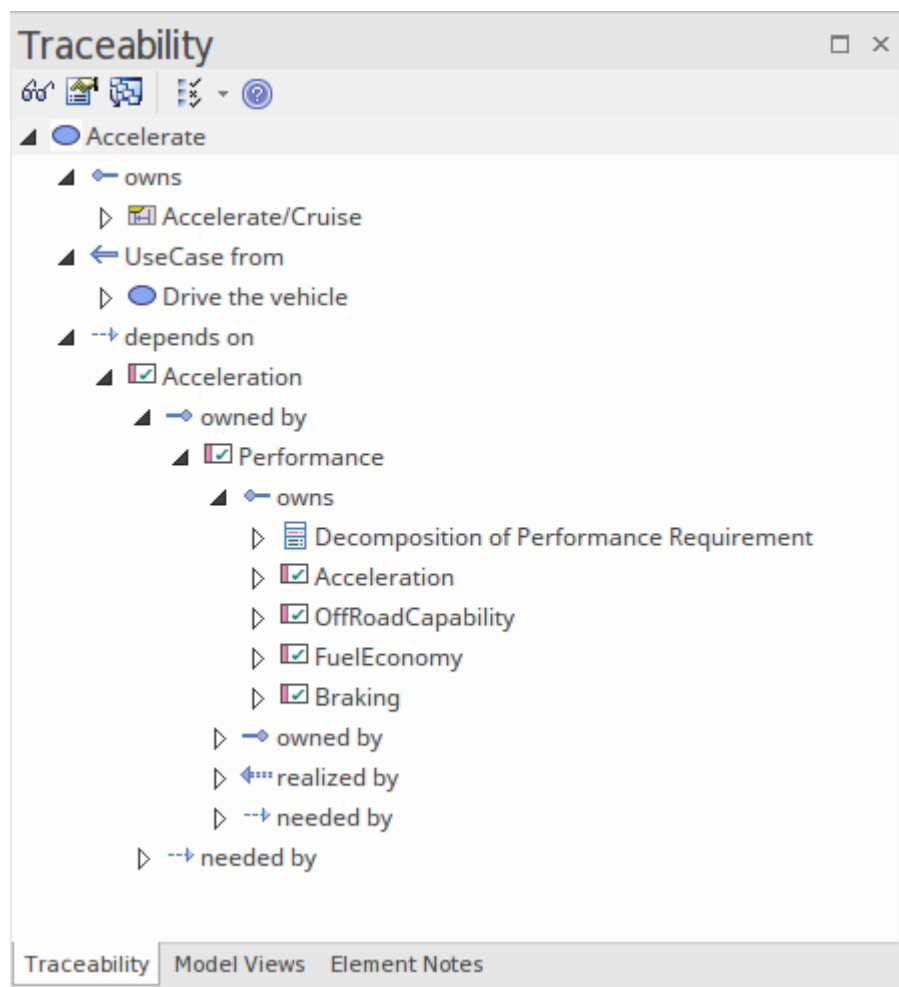 Traceability
Accelerate
owns
Accelerate/Cruise
UseCase from
Drive the vehicle
depends on
Acceleration
owned by
Performance
owns
Decomposition of Performance Requirement
Acceleration
OffRoadCapability
FuelEconomy
Braking
owned by
realized by
needed by
needed by
Traceability Model Views Element Notes